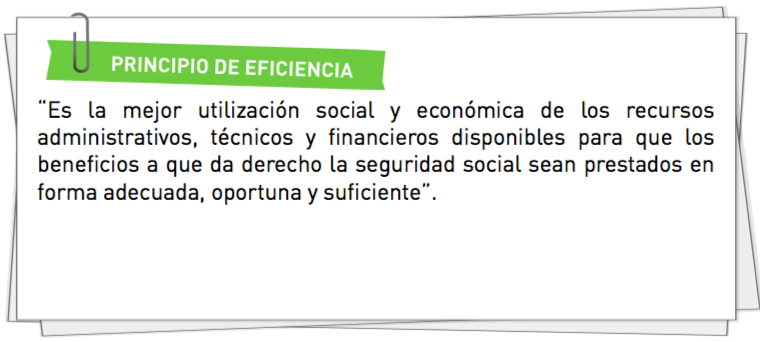 PRINCIPIO DE EFICIENCIA
“Es la mejor utilización social y económica de los recursos
administrativos, técnicos y financieros disponibles para que los
beneficios a que da derecho la seguridad social sean prestados en
forma adecuada, oportuna y suficiente”.